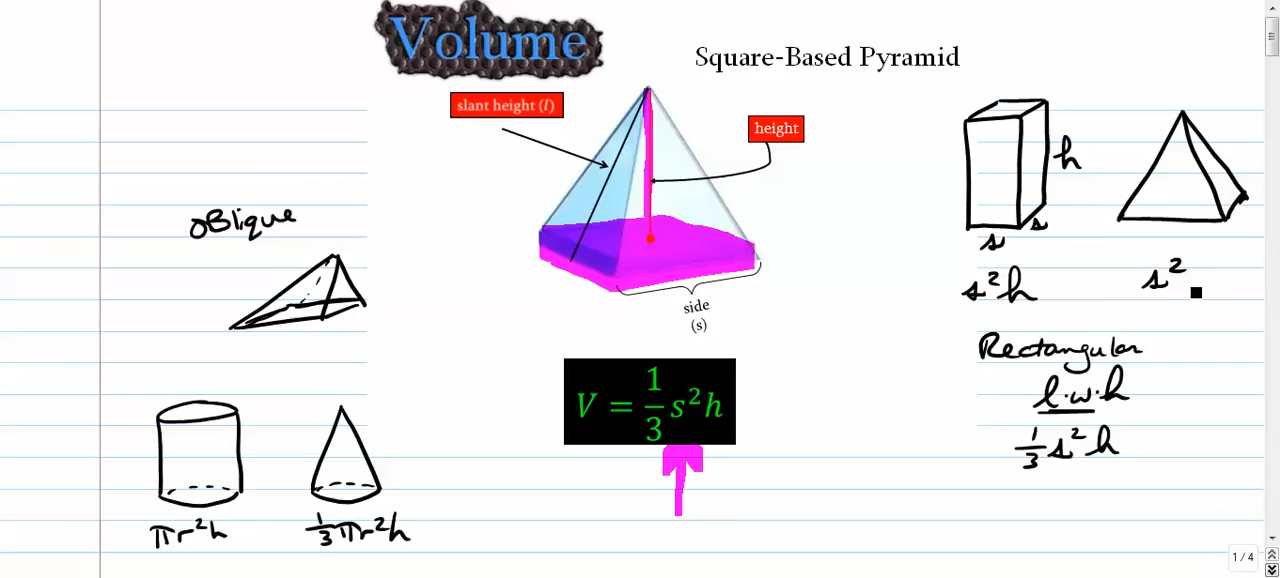 Volume
Square-Based Pyramid
slant height (l)
height
h
s
s
s²h
s²
oBlique
side
(s)
Rectangular
l·w·h
V = 1/3 s²h
1/3 s²h
πr²h
1/3 πr²h
1 / 4